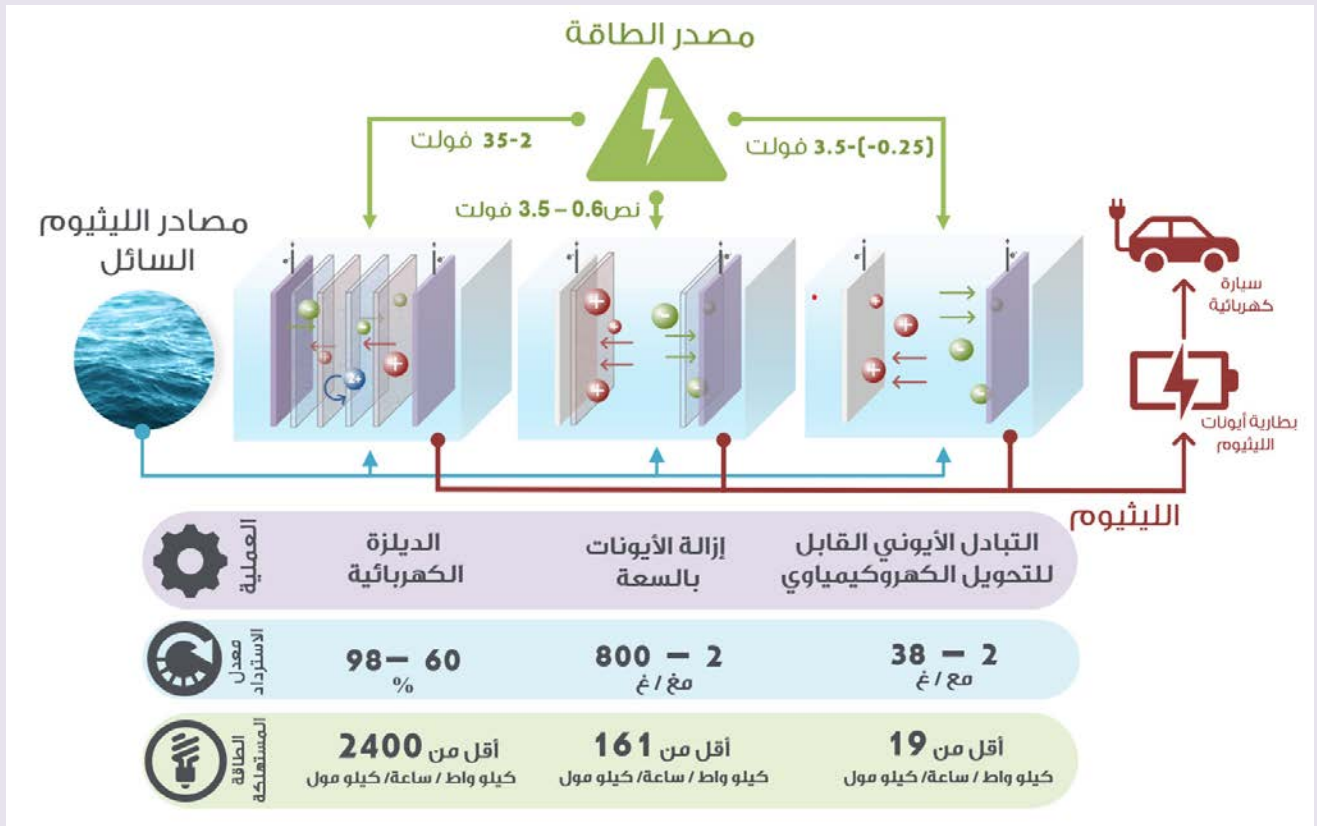 مصدر الطاقة
35-2 فولت
3.5-(-0.25) فولت
نص0.6 – 3.5 فولت
مصادر الليثيوم
السائل
سيارة
كهربائية
بطارية أيونات
الليثيوم
الليثيوم
العملية
الديلزة
الكهربائية
إزالة الأيونات
بالسعة
التبادل الأيوني القابل
للتحويل الكهروكيمياوي
معدل
الاسترداد
98 – 60
%
800 – 2
مغ / غ
38 – 2
مع / غ
الطاقة
المستهلكة
أقل من 2400
كيلو واط / ساعة/ كيلو مول
أقل من 161
كيلو واط / ساعة/ كيلو مول
أقل من 19
كيلو واط / ساعة/ كيلو مول